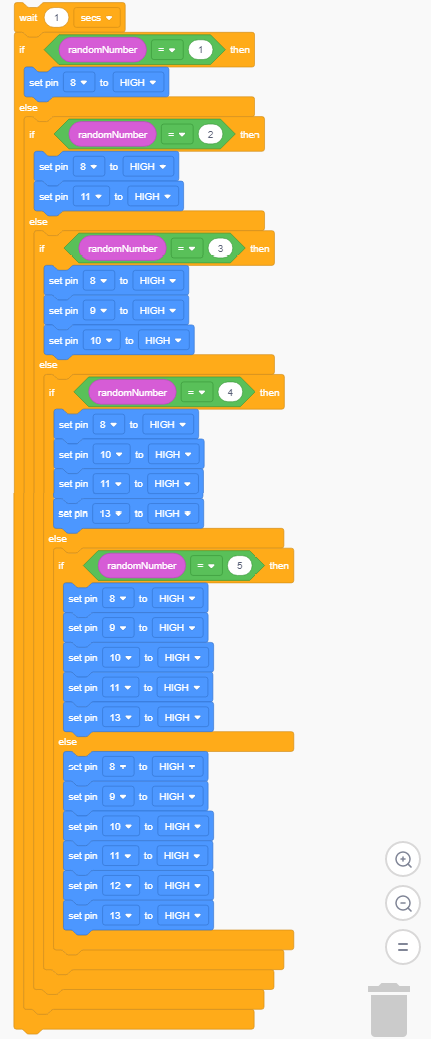 wait 1 secs
if randomNumber = 1 then
set pin 8 to HIGH
else
if randomNumber = 2 then
set pin 8 to HIGH
set pin 11 to HIGH
else
if randomNumber = 3 then
set pin 8 to HIGH
set pin 9 to HIGH
set pin 10 to HIGH
else
if randomNumber = 4 then
set pin 8 to HIGH
set pin 10 to HIGH
set pin 11 to HIGH
set pin 13 to HIGH
else
if randomNumber = 5 then
set pin 8 to HIGH
set pin 9 to HIGH
set pin 10 to HIGH
set pin 11 to HIGH
set pin 13 to HIGH
else
set pin 8 to HIGH
set pin 9 to HIGH
set pin 10 to HIGH
set pin 11 to HIGH
set pin 12 to HIGH
set pin 13 to HIGH